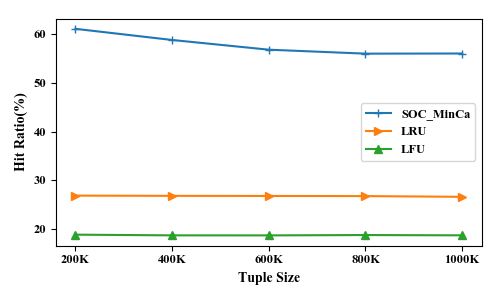 Hit Ratio(%)
60
50
40
30
20
SOC_MinCa
LRU
LFU
200K 400K 600K 800K 1000K
Tuple Size